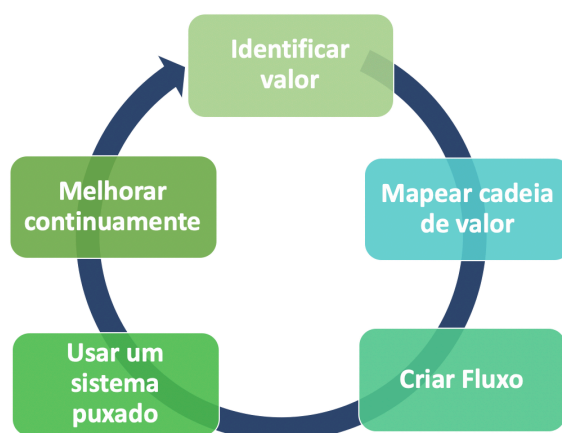 Identificar
valor
Mapear cadeia
de valor
Criar Fluxo
Usar um
sistema
puxado
Melhorar
continuamente